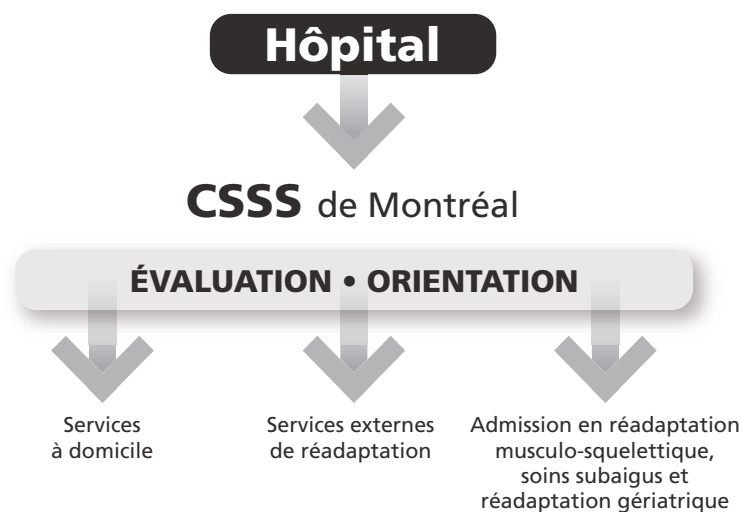 Hôpital
CSSS de Montréal
ÉVALUATION • ORIENTATION
Services
à domicile
Services externes
de réadaptation
Admission en réadaptation
musculo-squelettique,
soins subaigus et
réadaptation gériatrique